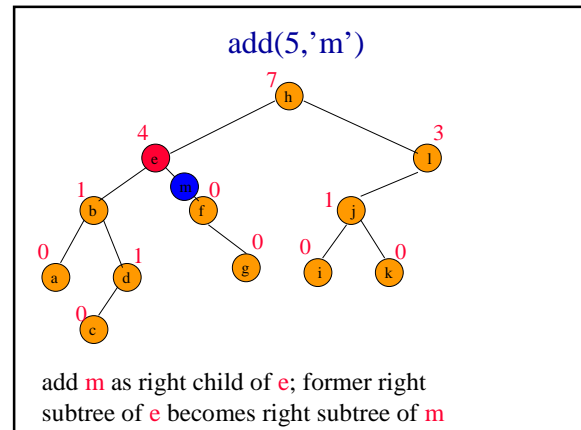 add(5,’m’)
7
h
4
3
e
l
m
1
0
1
b
f
j
0
1
0
0
0
a
d
g
i
k
0
c
add m as right child of e; former right
subtree of e becomes right subtree of m